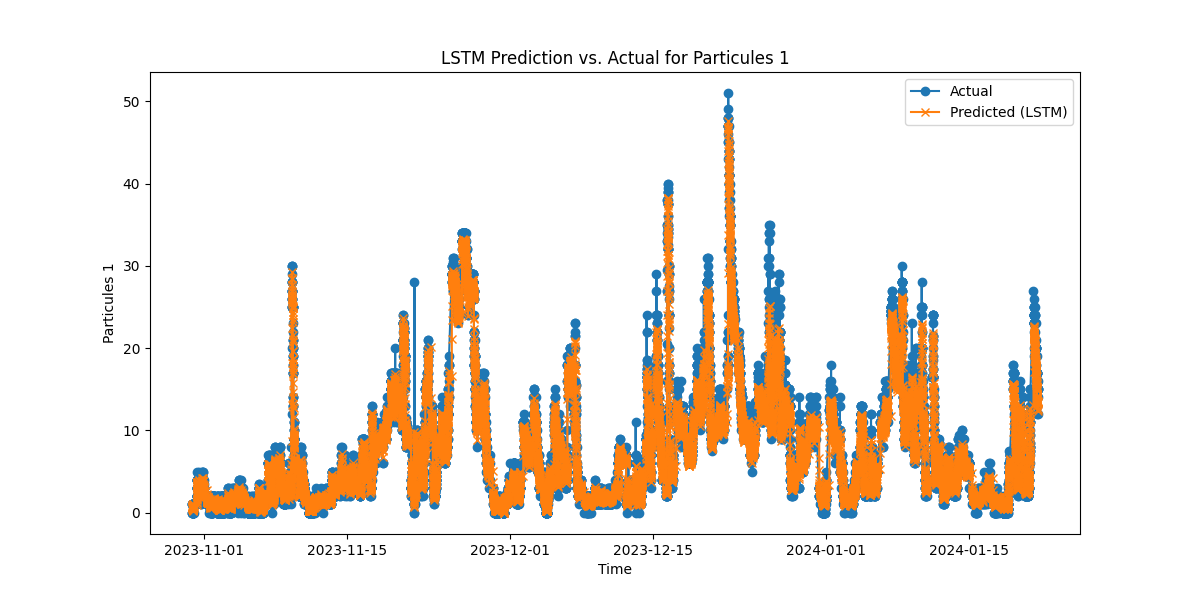 LSTM Prediction vs. Actual for Particules 1
Actual
Predicted (LSTM)
50
40
30
20
10
0
Particules 1
2023-11-01 2023-11-15 2023-12-01 2023-12-15 2024-01-01 2024-01-15
Time